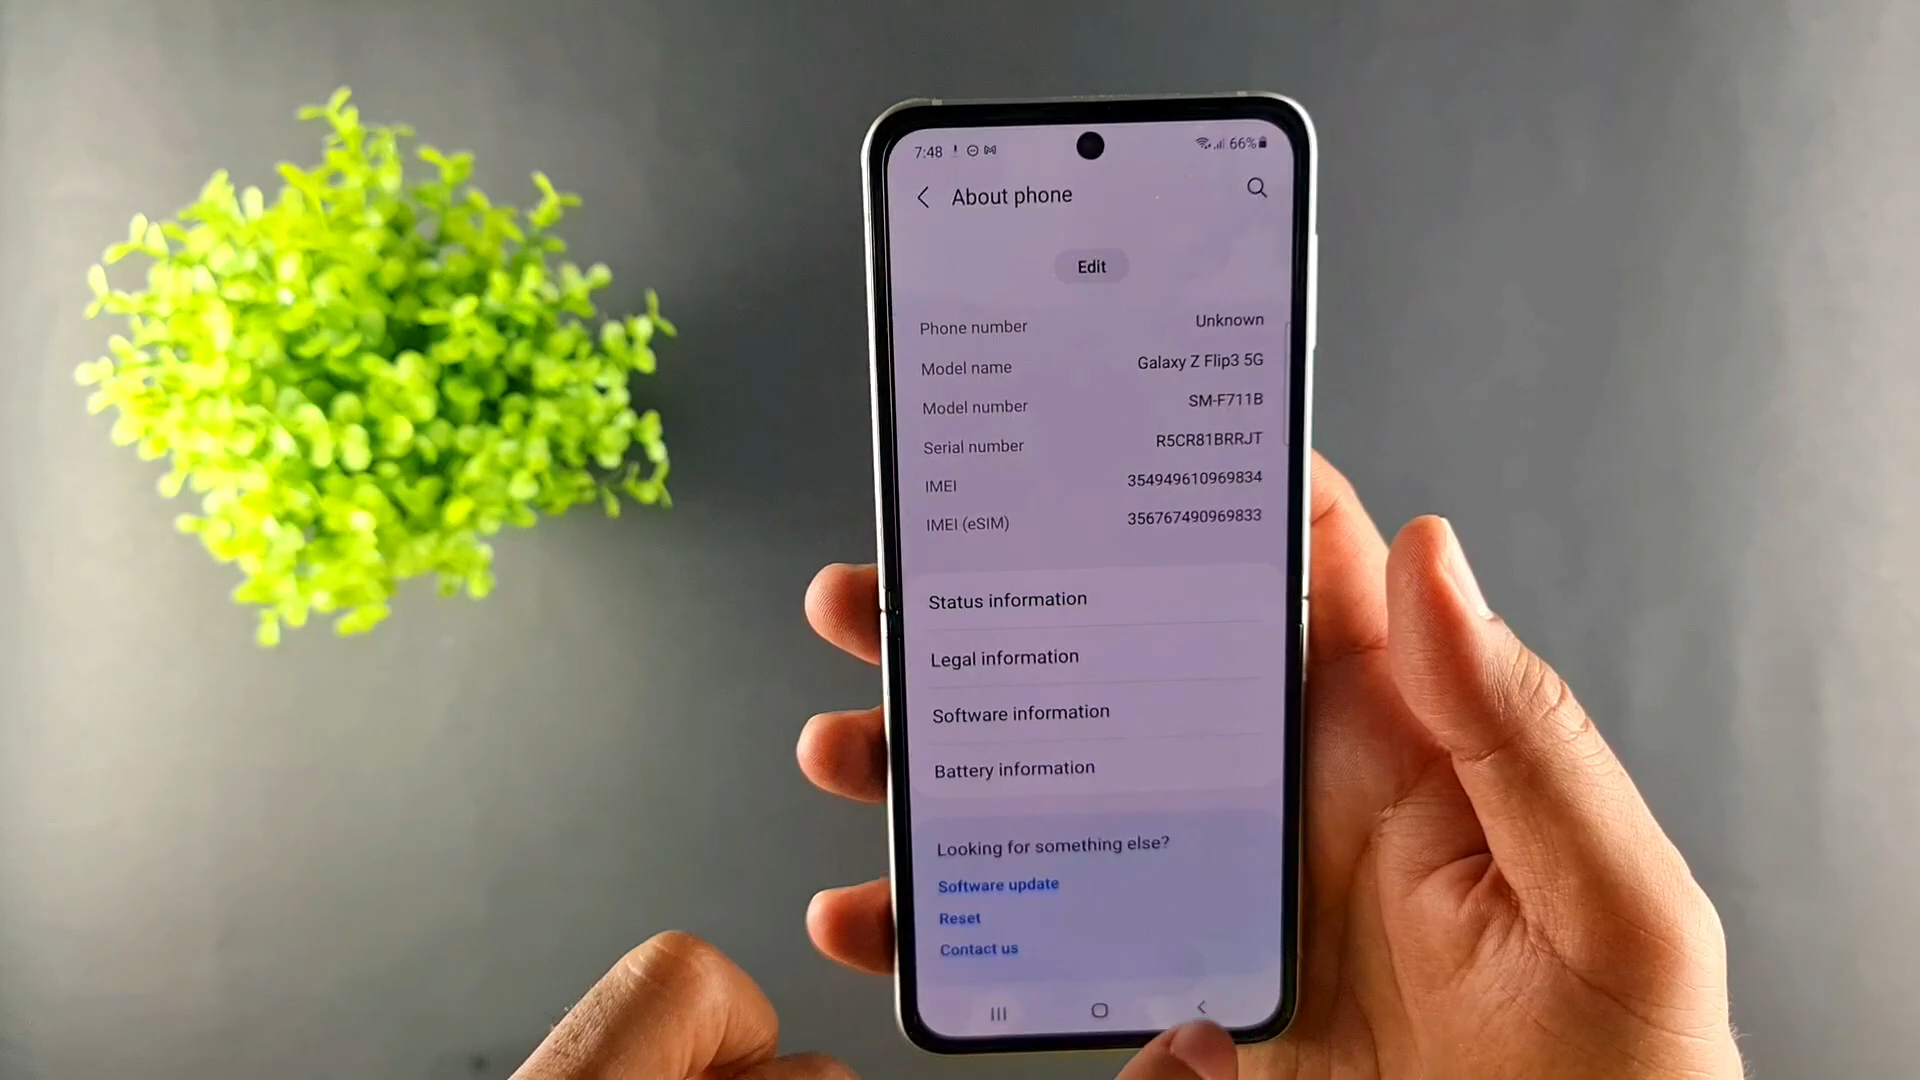 7:48 66%
About phone
Edit
Phone number Unknown
Model name Galaxy Z Flip3 5G
Model number SM-F711B
Serial number R5CR81BRRJT
IMEI 354949610969834
IMEI (eSIM) 356767490969833
Status information
Legal information
Software information
Battery information
Looking for something else?
Software update
Reset
Contact us